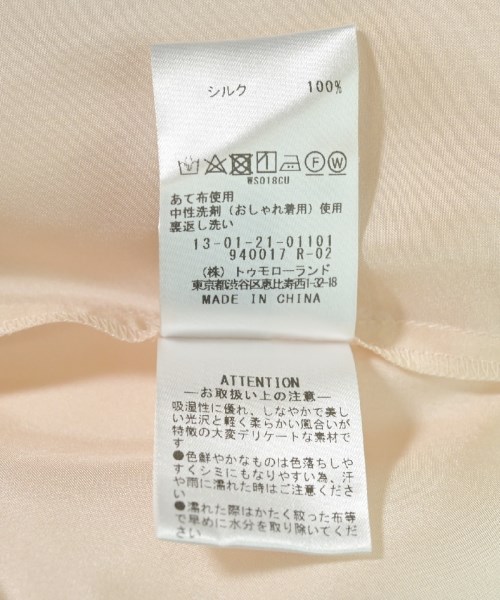 シルク 100%
WS018CU
あて布使用
中性洗剤（おしゃれ着用）使用
裏返し洗い
13-01-21-01101
940017 R-02
（株）トゥモローランド
東京都渋谷区恵比寿西1-32-18
MADE IN CHINA
ATTENTION
―お取扱い上の注意―
吸湿性に優れ、しなやかで美し
い光沢と軽く柔らかい風合いが
特徴の大変デリケートな素材で
す
●色鮮やかなものは色落ちしや
すくシミにもなりやすい為、汗
や雨に濡れた時はご注意くださ
い
●濡れた際はかたく絞った布等
で早めに水分を取り除いてくだ
さい